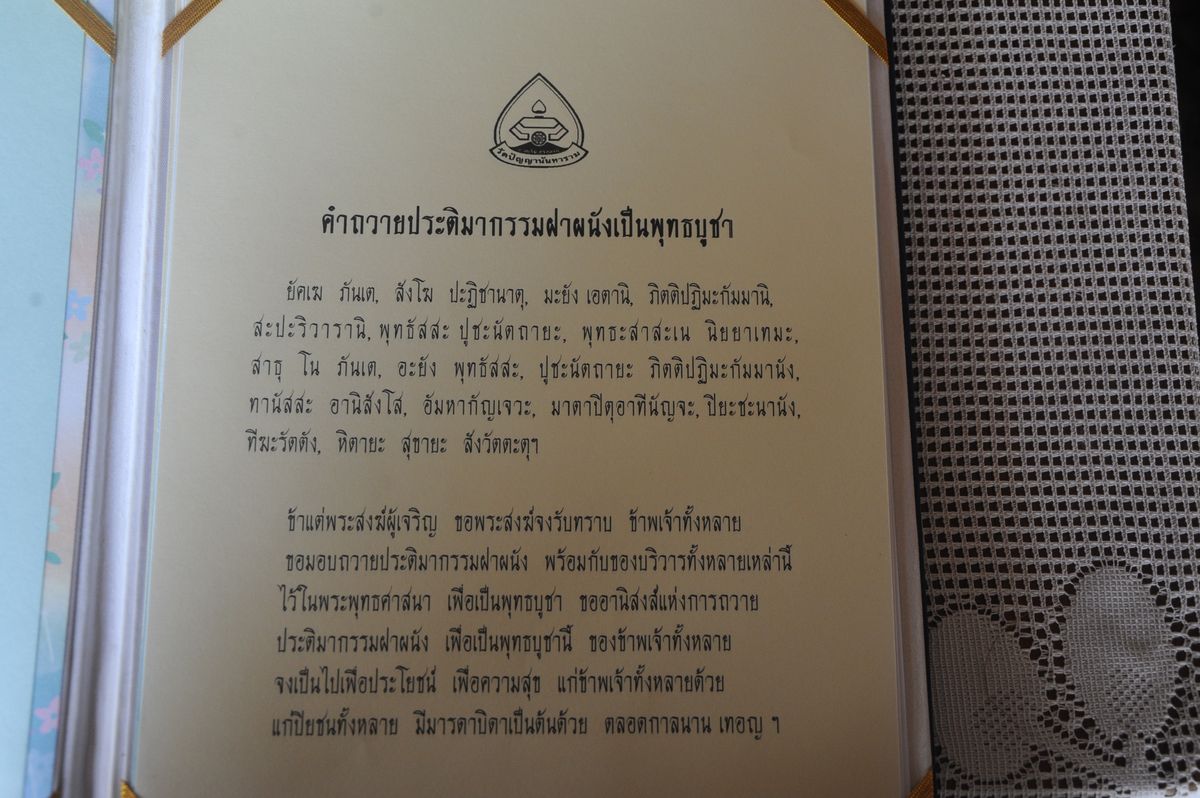 วัดปัญญานันทาราม
คำถวายประติมากรรมฝาผนังเป็นพุทธบูชา
ยัคเฆ ภันเต, สังโฆ ปะฏิชานาตุ, มะยัง เอตานิ, ภิตติปฏิมะกัมมานิ,
สะปะริวารานิ, พุทธัสสะ ปูชะนัตถายะ, พุทธะสาสะเน นิยยาเทมะ,
สาธุ โน ภันเต, อะยัง พุทธัสสะ, ปูชะนัตถายะ ภิตติปฏิมะกัมมานัง,
ทานัสสะ อานิสังโส, อัมหากัญเจวะ, มาตาปิตุอาทีนัญจะ, ปิยะชะนานัง,
ทีฆะรัตตัง, หิตายะ สุขายะ สังวัตตะตุฯ
ข้าแต่พระสงฆ์ผู้เจริญ ขอพระสงฆ์จงรับทราบ ข้าพเจ้าทั้งหลาย
ขอมอบถวายประติมากรรมฝาผนัง พร้อมกับของบริวารทั้งหลายเหล่านี้
ไว้ในพระพุทธศาสนา เพื่อเป็นพุทธบูชา ขออานิสงส์แห่งการถวาย
ประติมากรรมฝาผนัง เพื่อเป็นพุทธบูชานี้ ของข้าพเจ้าทั้งหลาย
จงเป็นไปเพื่อประโยชน์ เพื่อความสุข แก่ข้าพเจ้าทั้งหลายด้วย
แก่ปิยชนทั้งหลาย มีมารดาบิดาเป็นต้นด้วย ตลอดกาลนาน เทอญ ฯ